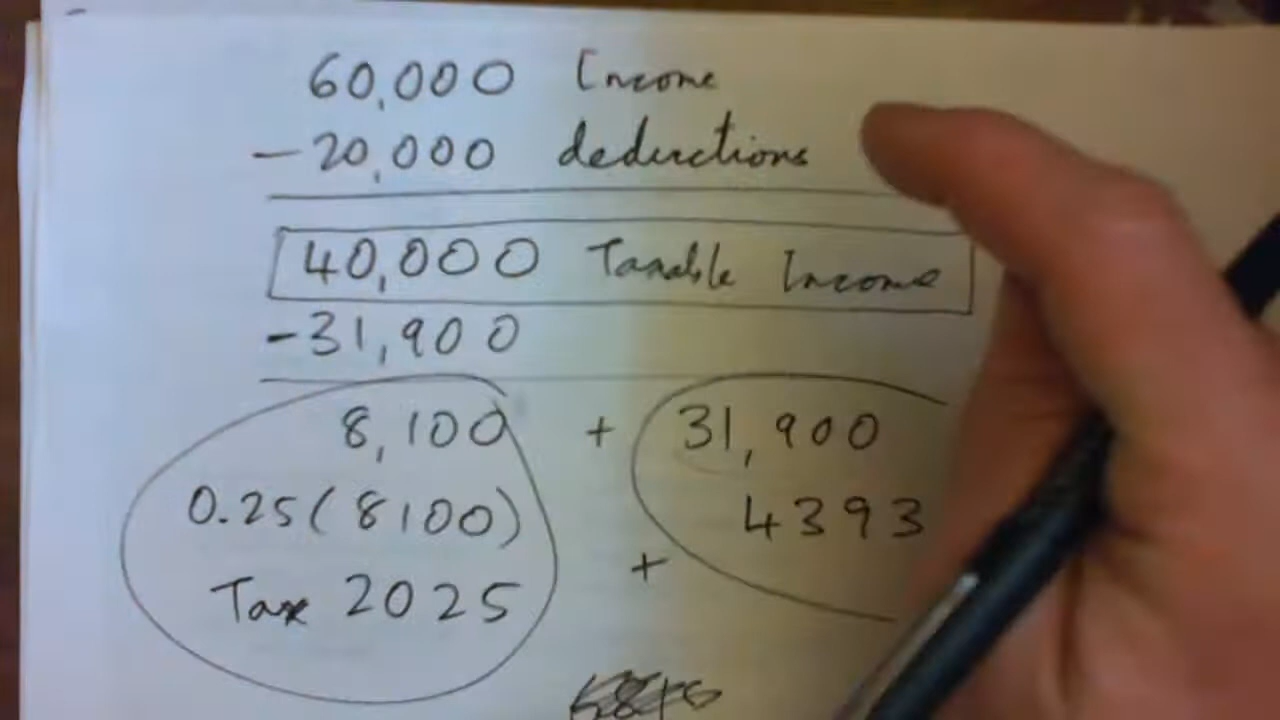 60,000 Income
-20,000 deductions
40,000 Taxable Income
-31,900
8,100 + 31,900
0.25(8100) 4393
+
Tax 2025